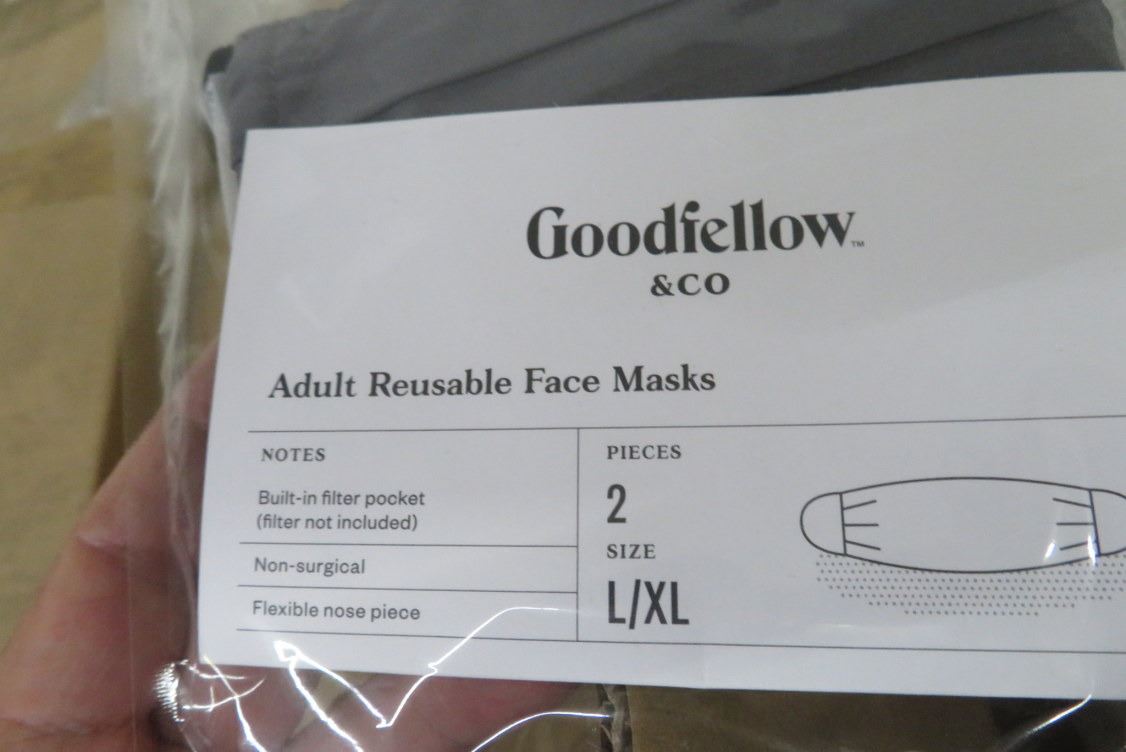 Goodfellow™
&CO
Adult Reusable Face Masks
NOTES
Built-in filter pocket
(filter not included)
Non-surgical
Flexible nose piece
PIECES
2
SIZE
L/XL